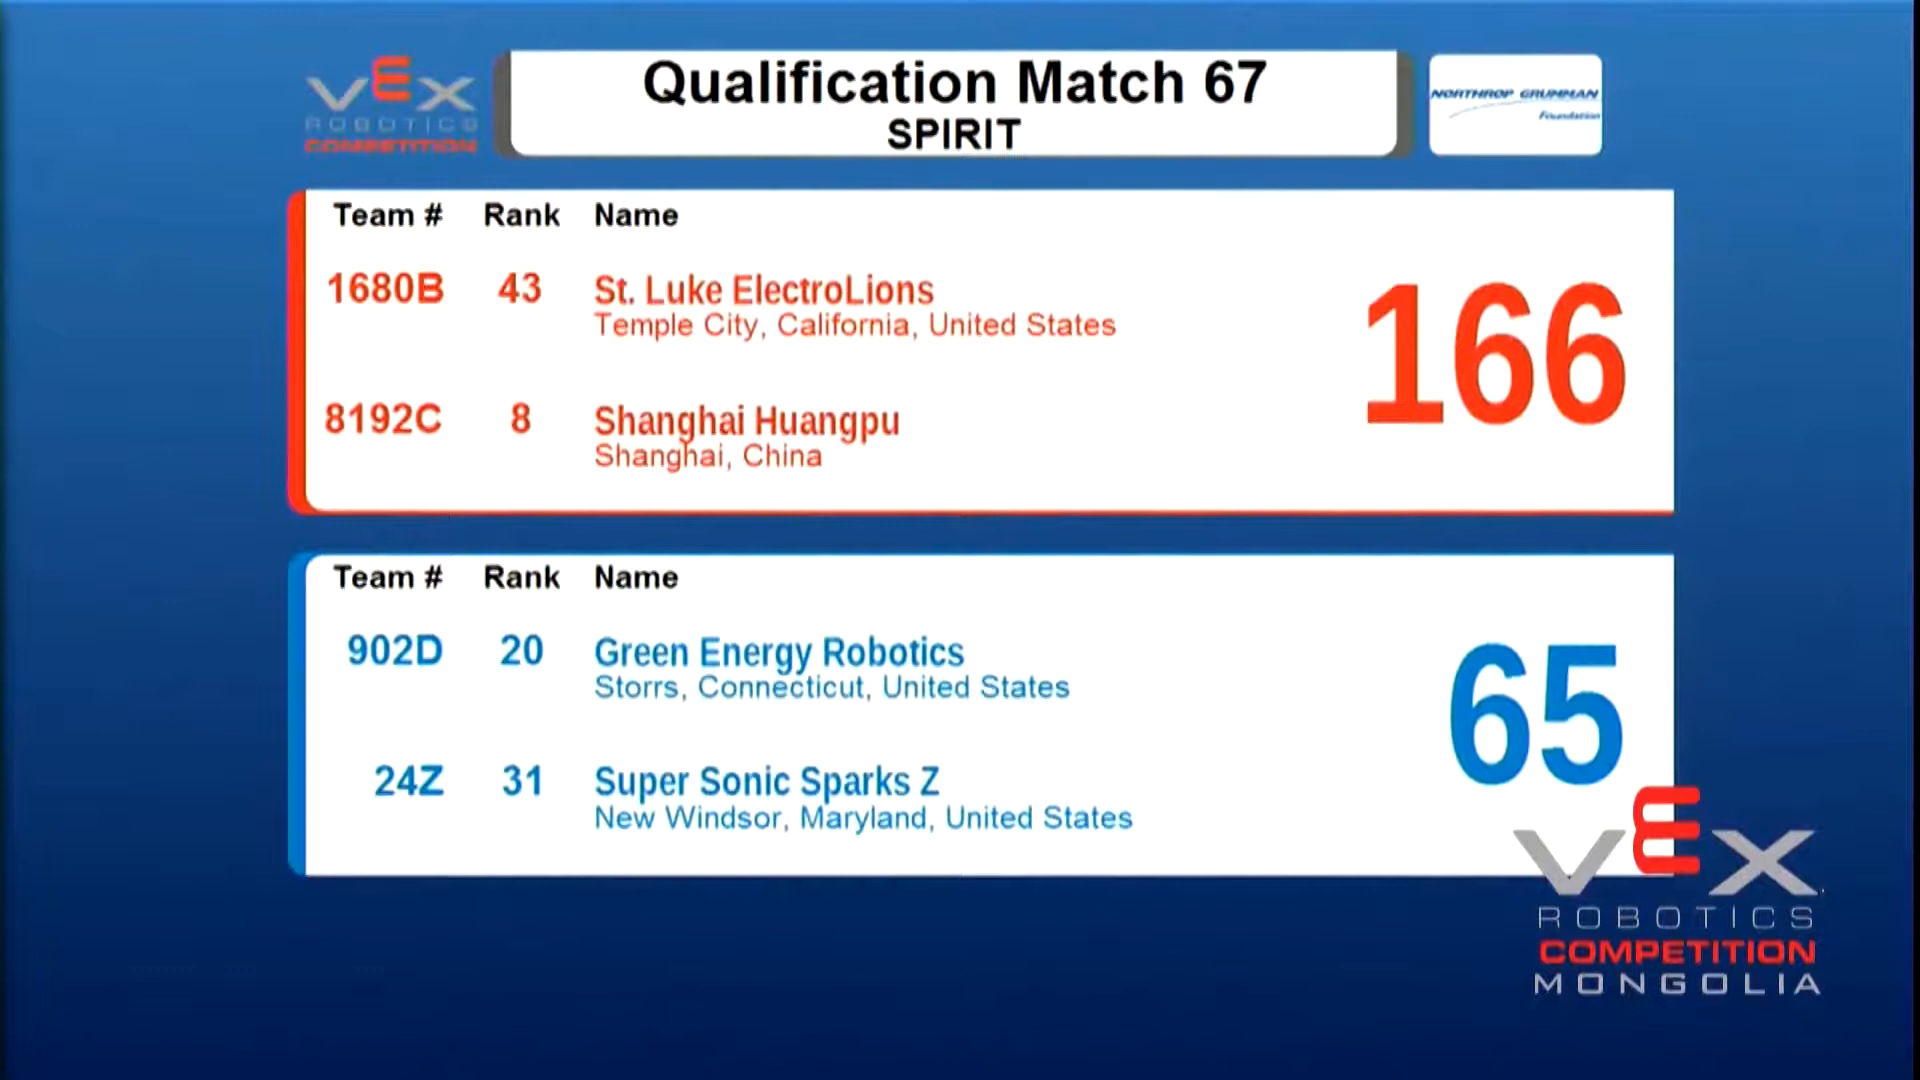 VEX
ROBOTICS
COMPETITION
Qualification Match 67
SPIRIT
NORTHROP GRUMMAN
Foundation
Team # Rank Name
1680B 43 St. Luke ElectroLions
Temple City, California, United States
8192C 8 Shanghai Huangpu
Shanghai, China
166
Team # Rank Name
902D 20 Green Energy Robotics
Storrs, Connecticut, United States
24Z 31 Super Sonic Sparks Z
New Windsor, Maryland, United States
65
VEX
ROBOTICS
COMPETITION
MONGOLIA